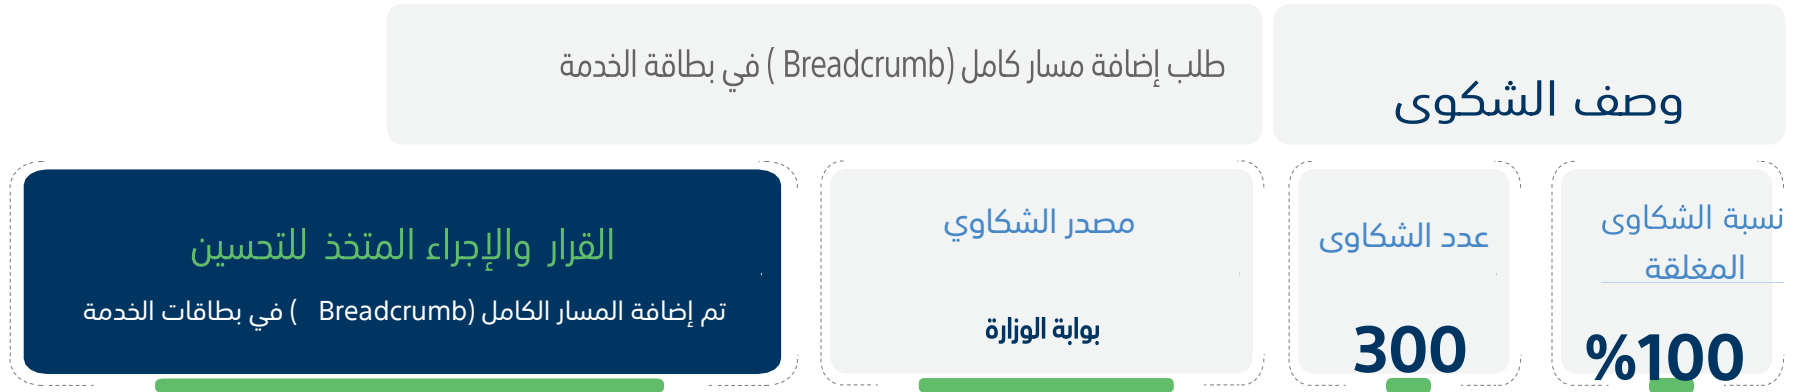 وصف الشكوى
طلب إضافة مسار كامل (Breadcrumb ) في بطاقة الخدمة
نسبة الشكاوى
المغلقة
%100
عدد الشكاوى
300
مصدر الشكاوي
بوابة الوزارة
القرار والإجراء المتخذ للتحسين
تم إضافة المسار الكامل (Breadcrumb ) في بطاقات الخدمة